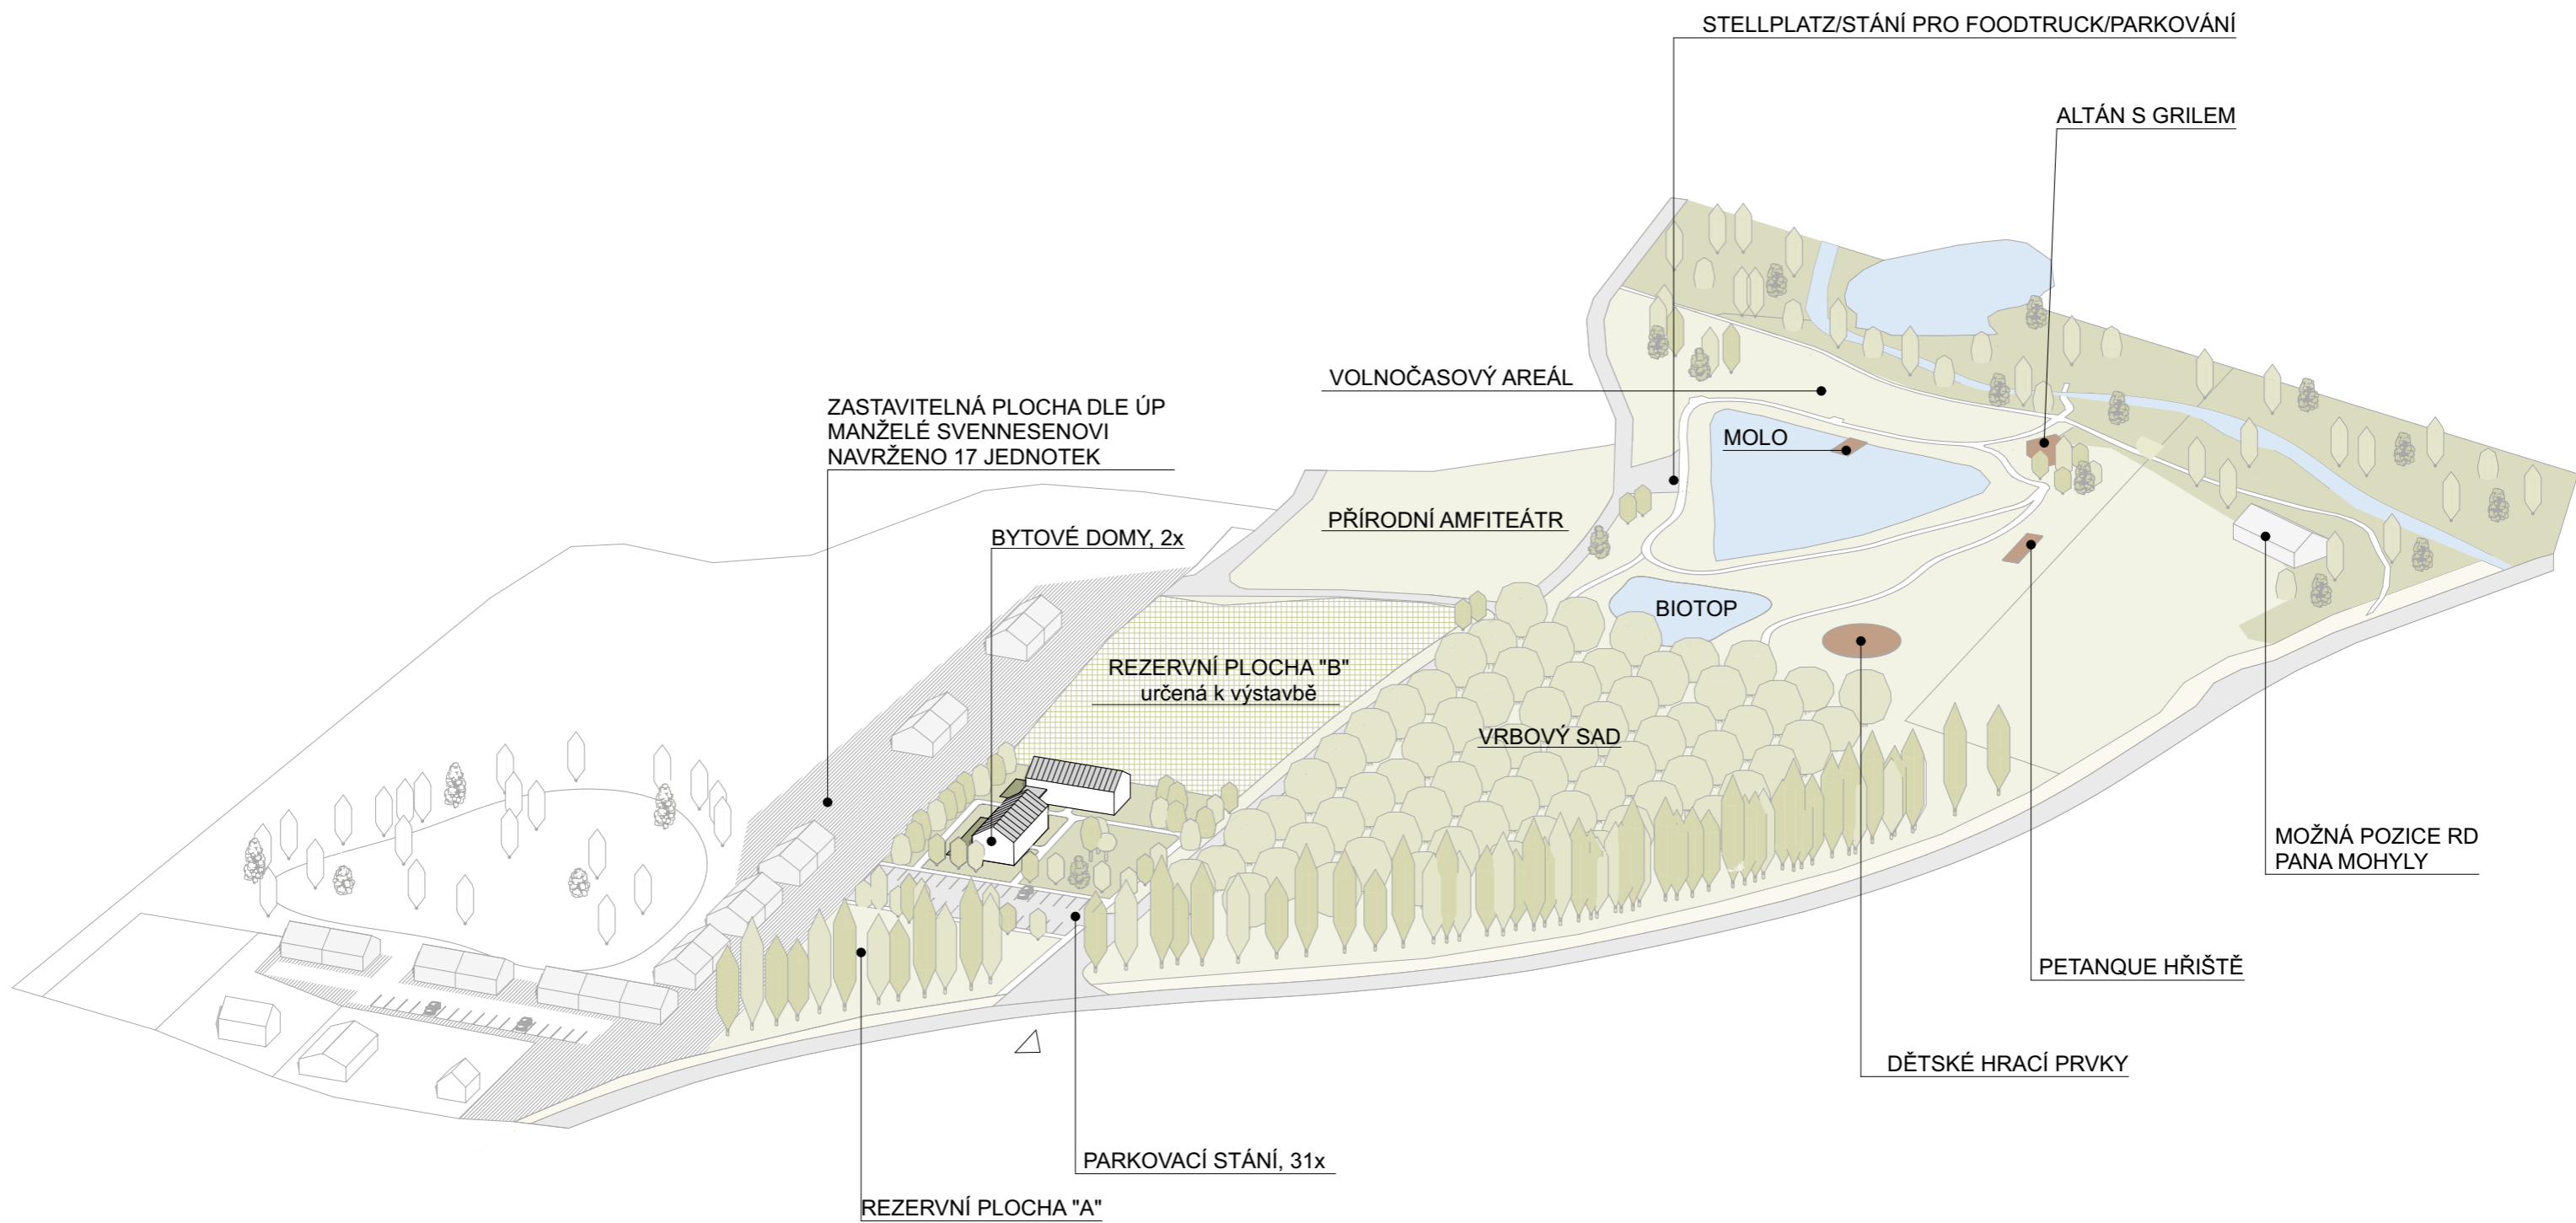 STELLPLATZ/STÁNÍ PRO FOODTRUCK/PARKOVÁNÍ
ALTÁN S GRILEM
VOLNOČASOVÝ AREÁL
ZASTAVITELNÁ PLOCHA DLE ÚP
MANŽELÉ SVENNESENOVI
NAVRŽENO 17 JEDNOTEK
MOLO
PŘÍRODNÍ AMFITEÁTR
BYTOVÉ DOMY, 2x
BIOTOP
REZERVNÍ PLOCHA "B"
určená k výstavbě
VRBOVÝ SAD
MOŽNÁ POZICE RD
PANA MOHYLY
PETANQUE HŘIŠTĚ
DĚTSKÉ HRACÍ PRVKY
PARKOVACÍ STÁNÍ, 31x
REZERVNÍ PLOCHA "A"